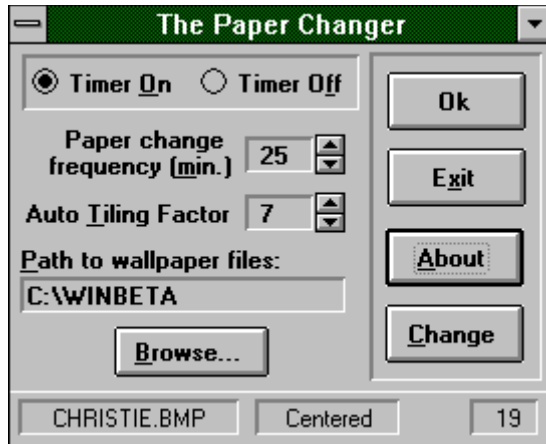 The Paper Changer
Timer On Timer Off
Paper change
frequency (min.) 25
Auto Tiling Factor 7
Path to wallpaper files:
C:\WINBETA
Browse...
Ok
Exit
About
Change
CHRISTIE.BMP Centered 19